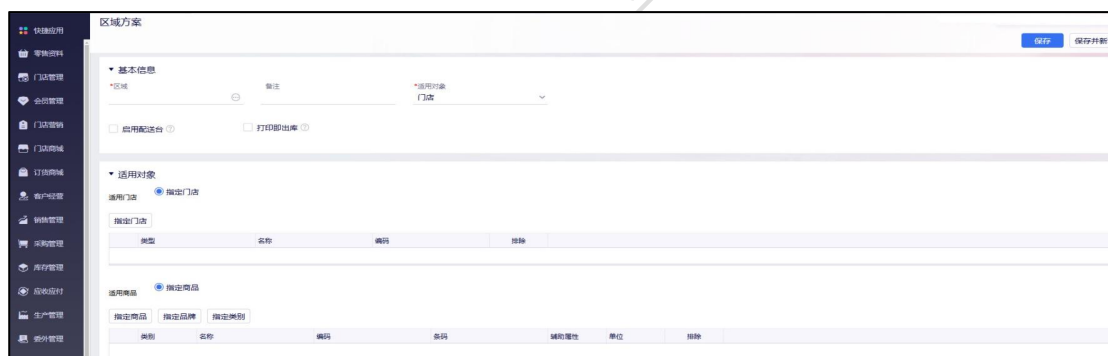 区域方案
保存 保存并新
快捷应用
零售资料
门店管理
会员管理
门店营销
门店商城
订货商城
客户经营
销售管理
采购管理
库存管理
应收应付
生产管理
委外管理
基本信息
*区域 备注 *适用对象
门店
启用配送台 打印即出库
适用对象
适用门店 指定门店
指定门店
类型 名称 编码 排除
适用商品 指定商品
指定商品 指定品牌 指定类别
类别 名称 编码 条码 辅助属性 单位 排除